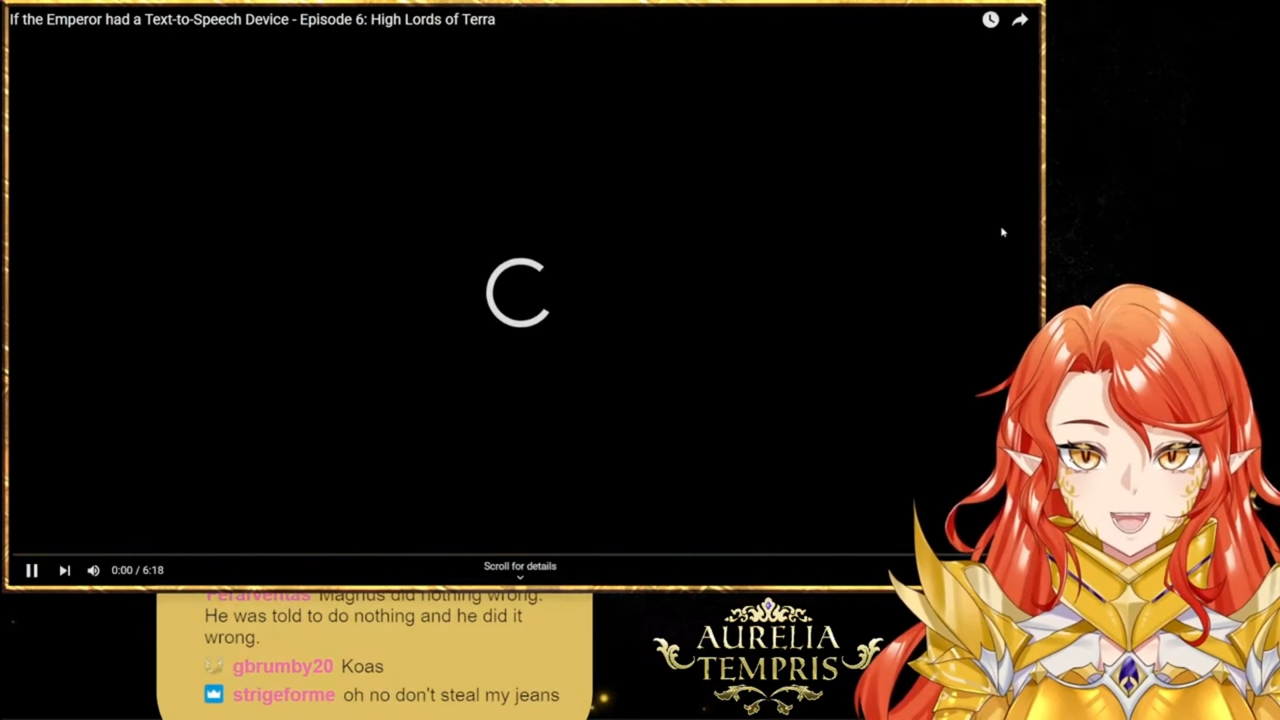 If the Emperor had a Text-to-Speech Device - Episode 6: High Lords of Terra
0:00 / 6:18
Scroll for details
Feralventas Magnus did nothing wrong.
He was told to do nothing and he did it
wrong.
gbrumby20 Koas
strigeforme oh no don't steal my jeans
AURELIA
TEMPRIS